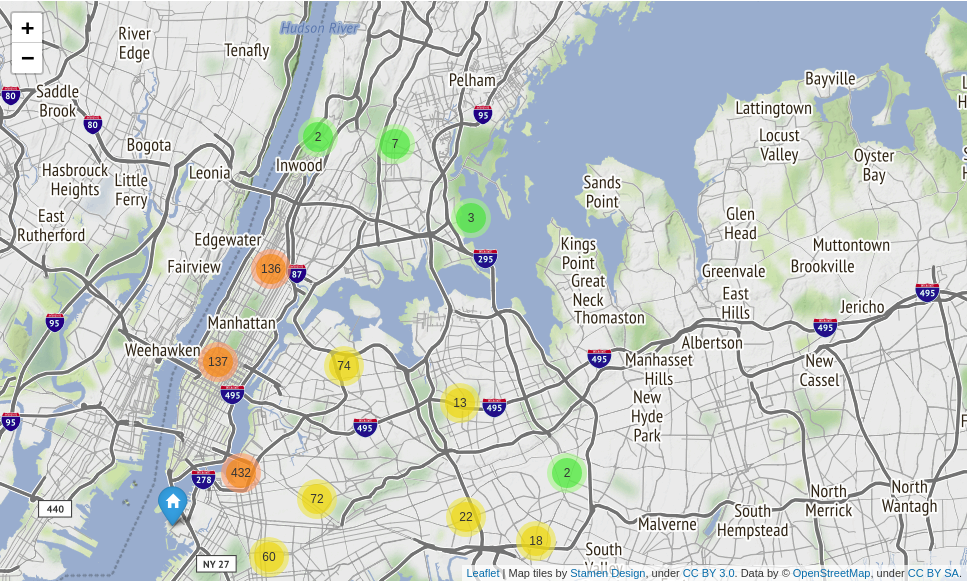 +
−
River
Edge
Tenafly
Hudson River
Pelham
80
Saddle
Brook
80
95
Bayville
Lattingtown
Locust
Valley
Oyster
Bay
2
7
Bogota
Inwood
Leonia
Hasbrouck
Heights
Little
Ferry
Sands
Point
East
Rutherford
3
Glen
Head
Edgewater
Kings
Point
295
Muttontown
Fairview
136
87
Great
Neck
Greenvale
Brookville
East
Hills
495
Jericho
95
Manhattan
Thomaston
495
Albertson
Weehawken
137
74
495
Manhasset
Hills
New
Cassel
495
13
495
New
Hyde
Park
95
495
432
278
2
72
440
North
Merrick
North
Wantagh
22
18
Malverne
South
Hempstead
60
NY 27
South
Leaflet | Map tiles by Stamen Design, under CC BY 3.0. Data by © OpenStreetMap, under CC BY SA.